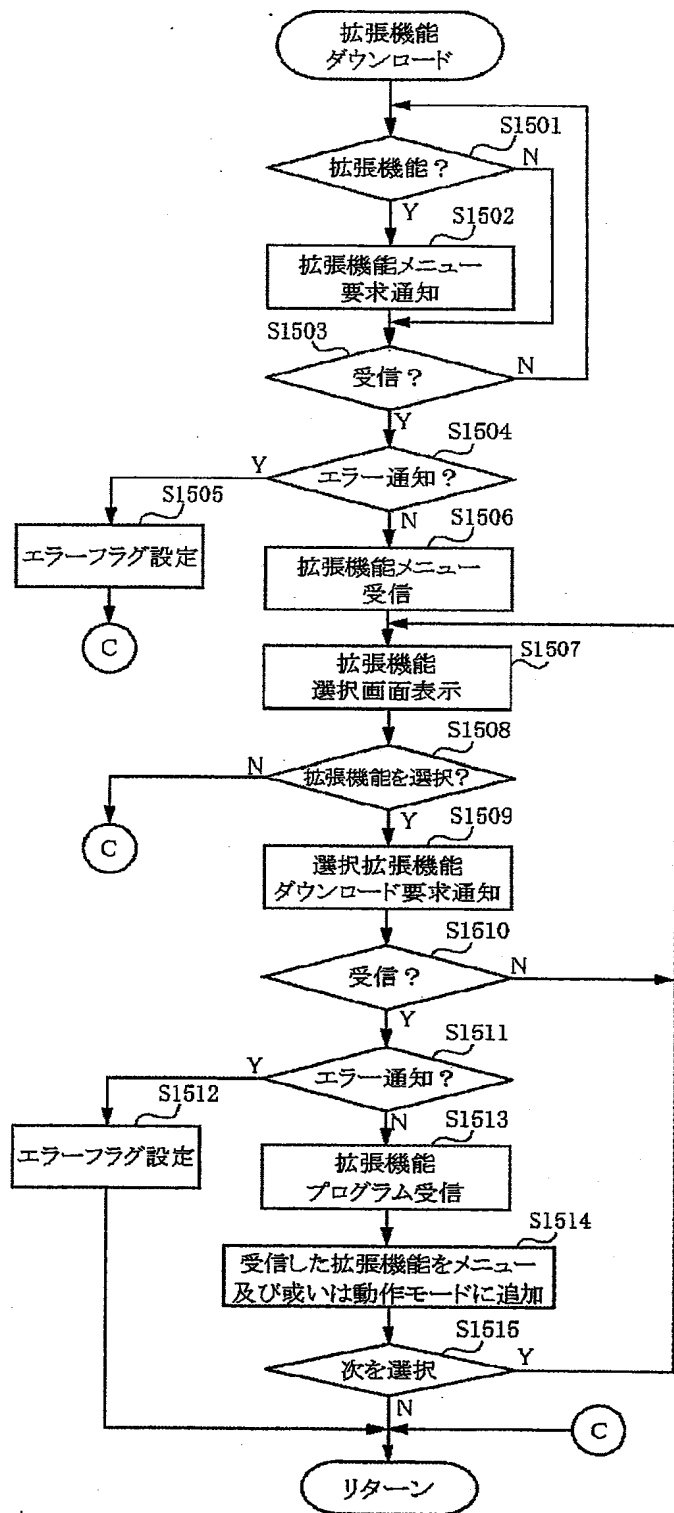 拡張機能
ダウンロード
S1501
拡張機能？
N
Y
S1502
拡張機能メニュー
要求通知
S1503
受信？
N
Y
S1504
Y
エラー通知？
S1505
N
S1506
エラーフラグ設定
拡張機能メニュー
受信
C
S1507
拡張機能
選択画面表示
S1508
N
拡張機能を選択？
C
Y
S1509
選択拡張機能
ダウンロード要求通知
S1510
受信？
N
Y
S1511
Y
エラー通知？
S1512
N
S1513
エラーフラグ設定
拡張機能
プログラム受信
S1514
受信した拡張機能をメニュー
及び或いは動作モードに追加
S1515
次を選択
Y
N
C
リターン